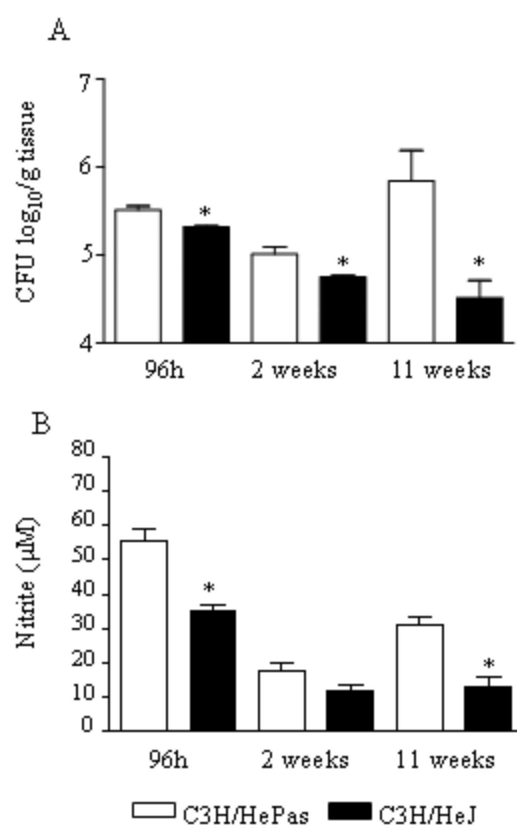 A
CFU log10/g tissue
7
6
5
4
* * *
96h 2 weeks 11 weeks
B
Nitrite (μM)
80
70
60
50
40
30
20
10
0
* *
96h 2 weeks 11 weeks
C3H/HePas C3H/HeJ